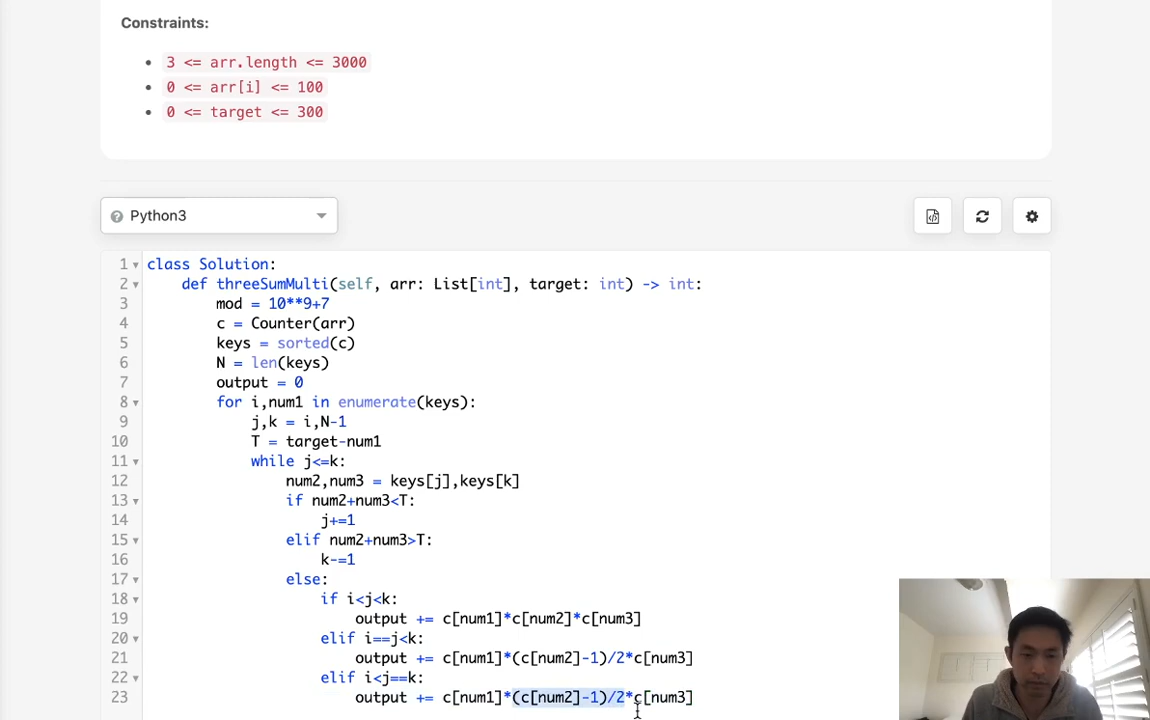 Constraints:
3 <= arr.length <= 3000
0 <= arr[i] <= 100
0 <= target <= 300
Python3
1 class Solution:
2 def threeSumMulti(self, arr: List[int], target: int) -> int:
3 mod = 10**9+7
4 c = Counter(arr)
5 keys = sorted(c)
6 N = len(keys)
7 output = 0
8 for i,num1 in enumerate(keys):
9 j,k = i,N-1
10 T = target-num1
11 while j<=k:
12 num2,num3 = keys[j],keys[k]
13 if num2+num3<T:
14 j+=1
15 elif num2+num3>T:
16 k-=1
17 else:
18 if i<j<k:
19 output += c[num1]*c[num2]*c[num3]
20 elif i==j<k:
21 output += c[num1]*(c[num2]-1)/2*c[num3]
22 elif i<j==k:
23 output += c[num1]*(c[num2]-1)/2*c[num3]